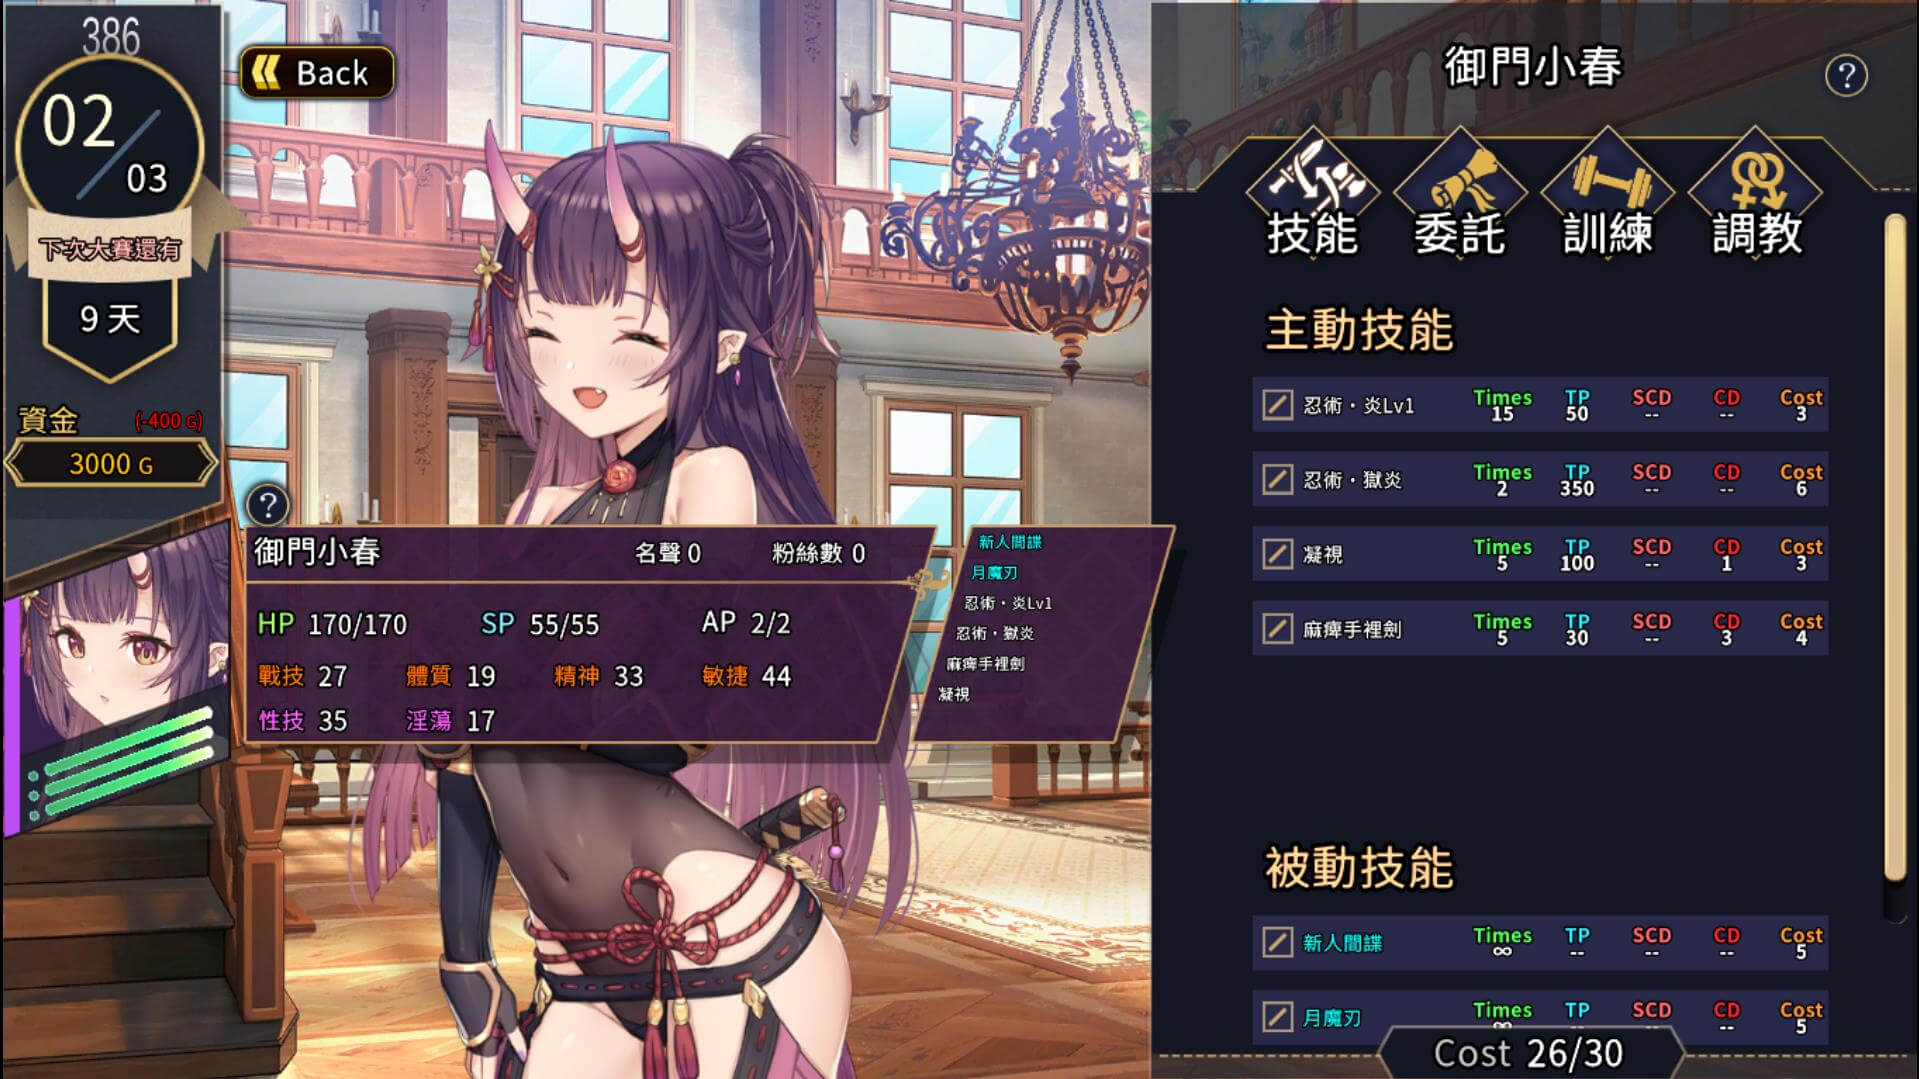 386
02
03
下次大賽還有
9天
資金 (-400 G)
3000 G
Back
御門小春 名聲 0 粉絲數 0
HP 170/170 SP 55/55 AP 2/2
戰技 27 體質 19 精神 33 敏捷 44
性技 35 淫蕩 17
新人間諜
月魔刃
忍術・炎Lv1
忍術・獄炎
麻痺手裡劍
凝視
御門小春
技能 委託 訓練 調教
主動技能
忍術・炎Lv1 Times 15 TP 50 SCD -- CD -- Cost 3
忍術・獄炎 Times 2 TP 350 SCD -- CD -- Cost 6
凝視 Times 5 TP 100 SCD -- CD 1 Cost 3
麻痺手裡劍 Times 5 TP 30 SCD -- CD 3 Cost 4
被動技能
新人間諜 Times ∞ TP -- SCD -- CD -- Cost 5
月魔刃 Times ∞ TP -- SCD -- CD -- Cost 5
Cost 26/30